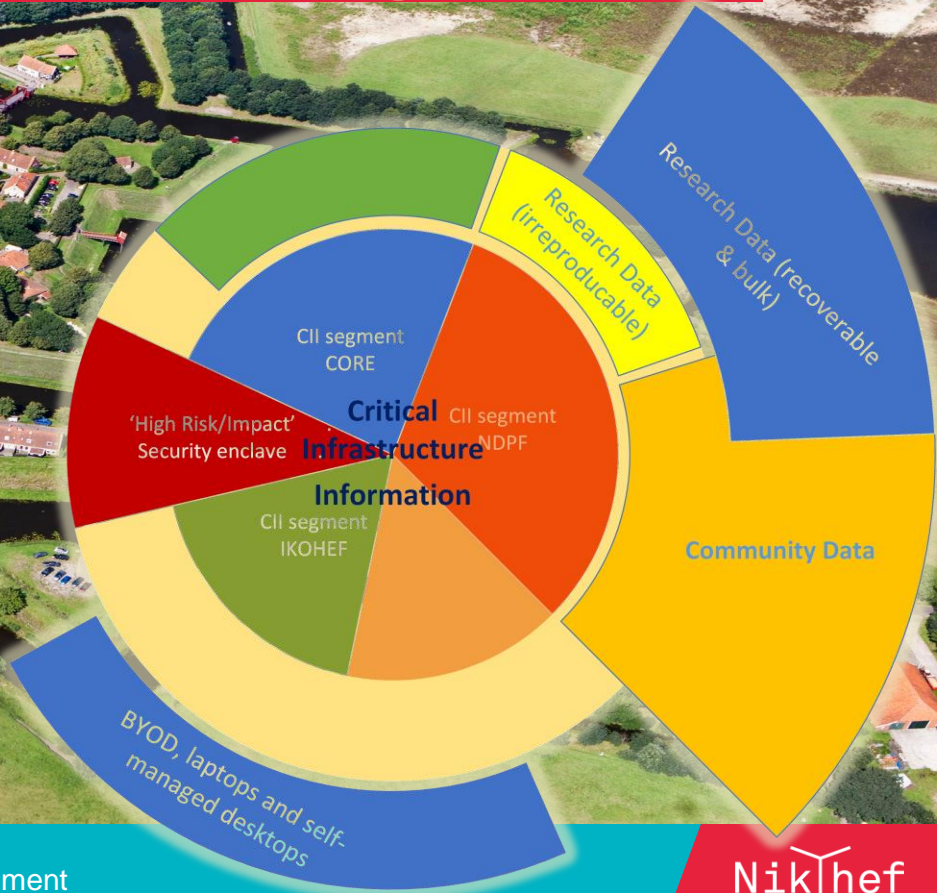 Research Data (recoverable
& bulk)
Research Data
(irreproducable)
CII segment
CORE
Critical
Infrastructure
Information
CII segment
NDPF
'High Risk/Impact'
Security enclave
CII segment
IKOHEF
Community Data
BYOD, laptops and self-
managed desktops
ment
Nikhef